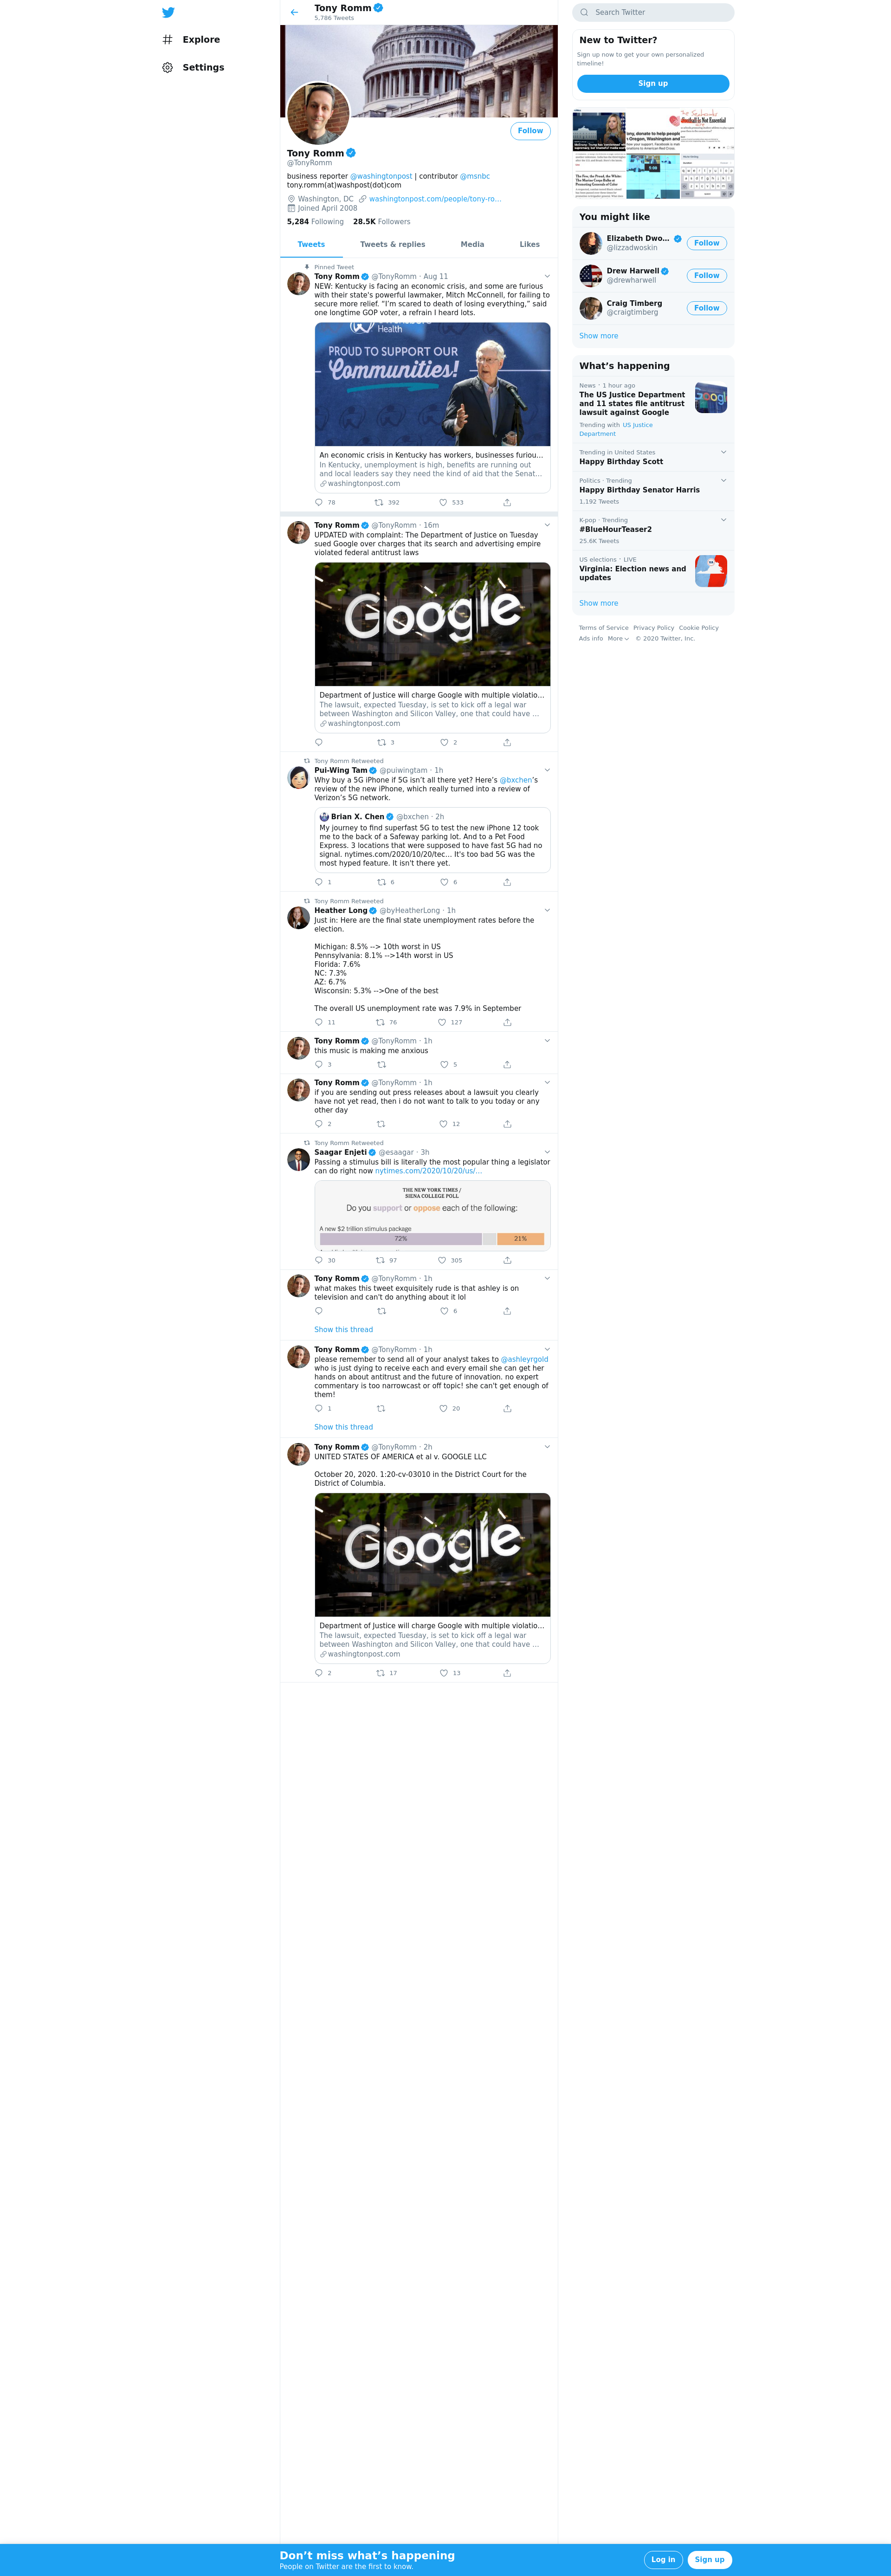 Explore
Settings
Tony Romm
5,786 Tweets
Follow
Tony Romm
@TonyRomm
business reporter @washingtonpost | contributor @msnbc
tony.romm(at)washpost(dot)com
Washington, DC washingtonpost.com/people/tony-ro…
Joined April 2008
5,284 Following 28.5K Followers
Tweets Tweets & replies Media Likes
Pinned Tweet
Tony Romm @TonyRomm · Aug 11
NEW: Kentucky is facing an economic crisis, and some are furious
with their state's powerful lawmaker, Mitch McConnell, for failing to
secure more relief. "I'm scared to death of losing everything," said
one longtime GOP voter, a refrain I heard lots.
Health
PROUD TO SUPPORT OUR
Communities!
An economic crisis in Kentucky has workers, businesses furiou…
In Kentucky, unemployment is high, benefits are running out
and local leaders say they need the kind of aid that the Senat…
washingtonpost.com
78 392 533
Tony Romm @TonyRomm · 16m
UPDATED with complaint: The Department of Justice on Tuesday
sued Google over charges that its search and advertising empire
violated federal antitrust laws
Google
Department of Justice will charge Google with multiple violatio…
The lawsuit, expected Tuesday, is set to kick off a legal war
between Washington and Silicon Valley, one that could have …
washingtonpost.com
3 2
Tony Romm Retweeted
Pui-Wing Tam @puiwingtam · 1h
Why buy a 5G iPhone if 5G isn't all there yet? Here's @bxchen's
review of the new iPhone, which really turned into a review of
Verizon's 5G network.
Brian X. Chen @bxchen · 2h
My journey to find superfast 5G to test the new iPhone 12 took
me to the back of a Safeway parking lot. And to a Pet Food
Express. 3 locations that were supposed to have fast 5G had no
signal. nytimes.com/2020/10/20/tec… It's too bad 5G was the
most hyped feature. It isn't there yet.
1 6 6
Tony Romm Retweeted
Heather Long @byHeatherLong · 1h
Just in: Here are the final state unemployment rates before the
election.
Michigan: 8.5% --> 10th worst in US
Pennsylvania: 8.1% -->14th worst in US
Florida: 7.6%
NC: 7.3%
AZ: 6.7%
Wisconsin: 5.3% -->One of the best
The overall US unemployment rate was 7.9% in September
11 76 127
Tony Romm @TonyRomm · 1h
this music is making me anxious
3 5
Tony Romm @TonyRomm · 1h
if you are sending out press releases about a lawsuit you clearly
have not yet read, then i do not want to talk to you today or any
other day
2 12
Tony Romm Retweeted
Saagar Enjeti @esaagar · 3h
Passing a stimulus bill is literally the most popular thing a legislator
can do right now nytimes.com/2020/10/20/us/…
THE NEW YORK TIMES /
SIENA COLLEGE POLL
Do you support or oppose each of the following:
A new $2 trillion stimulus package
72% 21%
30 97 305
Tony Romm @TonyRomm · 1h
what makes this tweet exquisitely rude is that ashley is on
television and can't do anything about it lol
6
Show this thread
Tony Romm @TonyRomm · 1h
please remember to send all of your analyst takes to @ashleyrgold
who is just dying to receive each and every email she can get her
hands on about antitrust and the future of innovation. no expert
commentary is too narrowcast or off topic! she can't get enough of
them!
1 20
Show this thread
Tony Romm @TonyRomm · 2h
UNITED STATES OF AMERICA et al v. GOOGLE LLC
October 20, 2020. 1:20-cv-03010 in the District Court for the
District of Columbia.
Google
Department of Justice will charge Google with multiple violatio…
The lawsuit, expected Tuesday, is set to kick off a legal war
between Washington and Silicon Valley, one that could have …
washingtonpost.com
2 17 13
Search Twitter
New to Twitter?
Sign up now to get your own personalized
timeline!
Sign up
You might like
Elizabeth Dwo…
@lizzadwoskin
Follow
Drew Harwell
@drewharwell
Follow
Craig Timberg
@craigtimberg
Follow
Show more
What's happening
News · 1 hour ago
The US Justice Department
and 11 states file antitrust
lawsuit against Google
Trending with US Justice
Department
Trending in United States
Happy Birthday Scott
Politics · Trending
Happy Birthday Senator Harris
1,192 Tweets
K-pop · Trending
#BlueHourTeaser2
25.6K Tweets
US elections · LIVE
Virginia: Election news and
updates
Show more
Terms of Service Privacy Policy Cookie Policy
Ads info More © 2020 Twitter, Inc.
Don't miss what's happening
People on Twitter are the first to know.
Log in Sign up